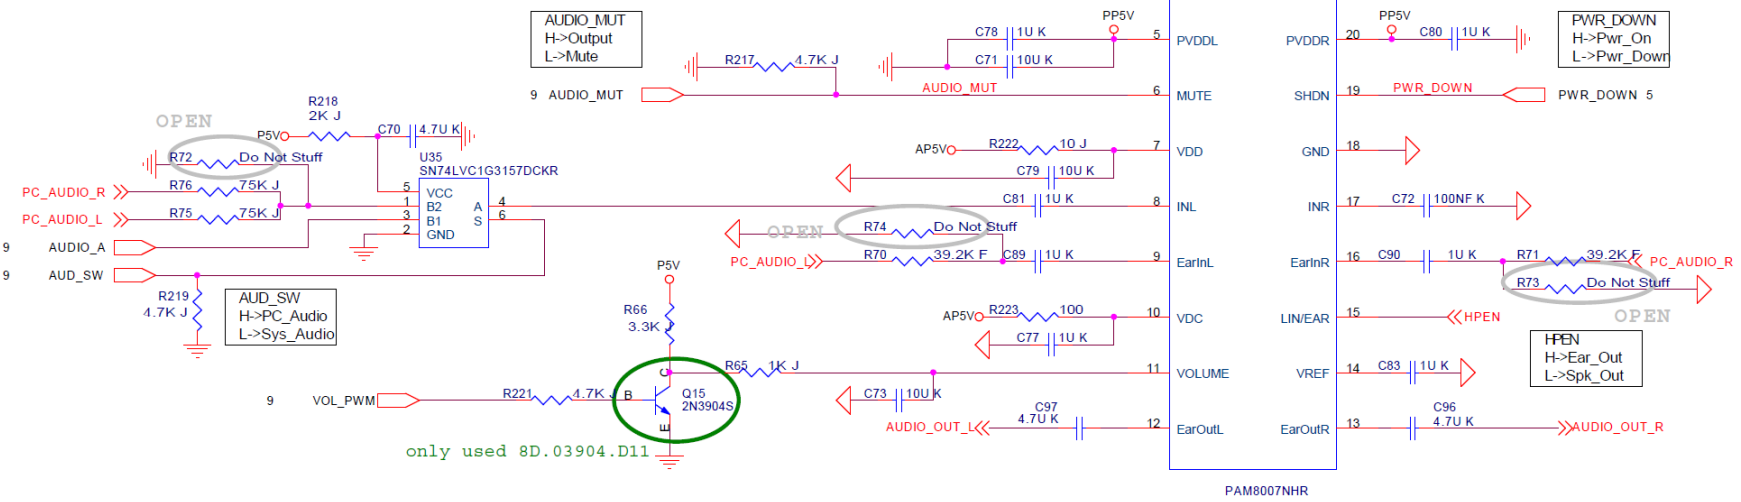 AUDIO_MUT
H->Output
L->Mute
PP5V
C78 1U K
5 PVDDL
C71 10U K
R217 4.7K J
9 AUDIO_MUT
AUDIO_MUT
6 MUTE
PP5V
PVDDR 20
C80 1U K
PWR_DOWN
H->Pwr_On
L->Pwr_Down
SHDN 19
PWR_DOWN
PWR_DOWN 5
R218
2K J
OPEN
P5V
C70 4.7U K
R72 Do Not Stuff
U35
SN74LVC1G3157DCKR
PC_AUDIO_R
R76 75K J
PC_AUDIO_L
R75 75K J
5 VCC
1 B2
3 B1
2 GND
A 4
S 6
9 AUDIO_A
9 AUD_SW
R219
4.7K J
AUD_SW
H->PC_Audio
L->Sys_Audio
AP5V
R222 10 J
7 VDD
C79 10U K
GND 18
C81 1U K
8 INL
INR 17
C72 100NF K
OPEN
R74 Do Not Stuff
PC_AUDIO_L
R70 39.2K F
C89 1U K
9 EarInL
EarInR 16
C90 1U K
R71 39.2K F
PC_AUDIO_R
R73 Do Not Stuff
OPEN
P5V
R66
3.3K J
AP5V
R223 100
10 VDC
C77 1U K
LIN/EAR 15
HPEN
HPEN
H->Ear_Out
L->Spk_Out
R65 1K J
11 VOLUME
VREF 14
C83 1U K
9 VOL_PWM
R221 4.7K J
B
C
E
Q15
2N3904S
C73 10U K
AUDIO_OUT_L
C97
4.7U K
12 EarOutL
EarOutR 13
C96
4.7U K
AUDIO_OUT_R
only used 8D.03904.D11
PAM8007NHR